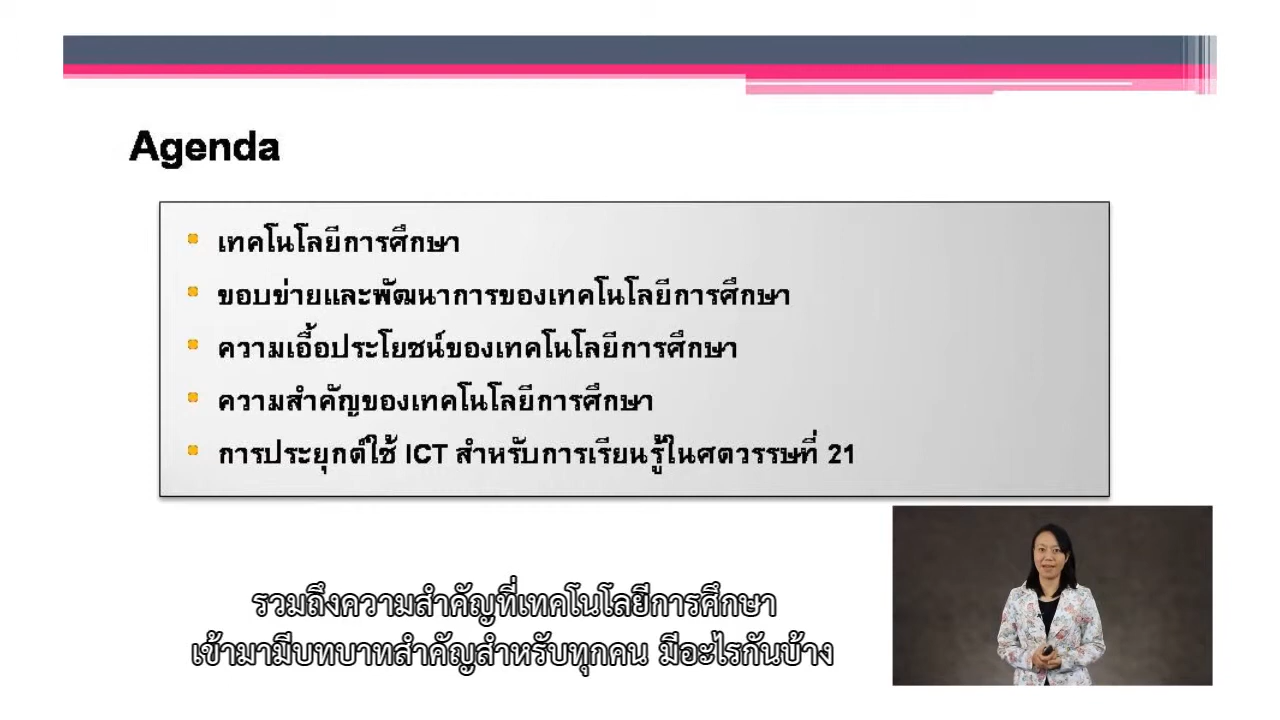 Agenda
เทคโนโลยีการศึกษา
ขอบข่ายและพัฒนาการของเทคโนโลยีการศึกษา
ความเอื้อประโยชน์ของเทคโนโลยีการศึกษา
ความสำคัญของเทคโนโลยีการศึกษา
การประยุกต์ใช้ ICT สำหรับการเรียนรู้ในศตวรรษที่ 21
รวมถึงความสำคัญที่เทคโนโลยีการศึกษา
เข้ามามีบทบาทสำคัญสำหรับทุกคน มีอะไรกันบ้าง